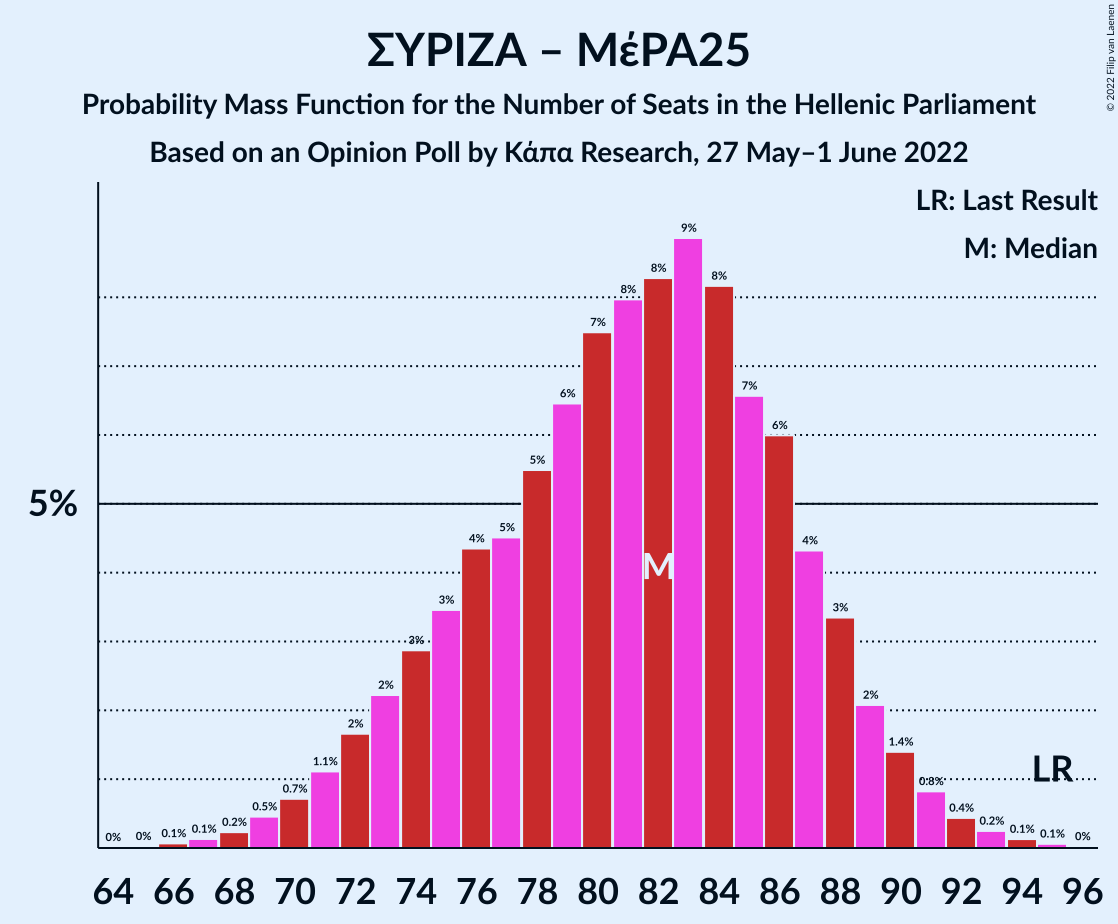 ΣΥΡΙΖΑ – ΜέΡΑ25
Probability Mass Function for the Number of Seats in the Hellenic Parliament
Based on an Opinion Poll by Κάπα Research, 27 May–1 June 2022
© 2022 Filip van Laenen
LR: Last Result
M: Median
5%
0% 0% 0.1% 0.1% 0.2% 0.5% 0.7% 1.1% 2% 2% 3% 3% 4% 5% 5% 6% 7% 8% 8% 9% 8% 7% 6% 4% 3% 2% 1.4% 0.8% 0.4% 0.2% 0.1% 0.1% 0%
M
LR
64 66 68 70 72 74 76 78 80 82 84 86 88 90 92 94 96